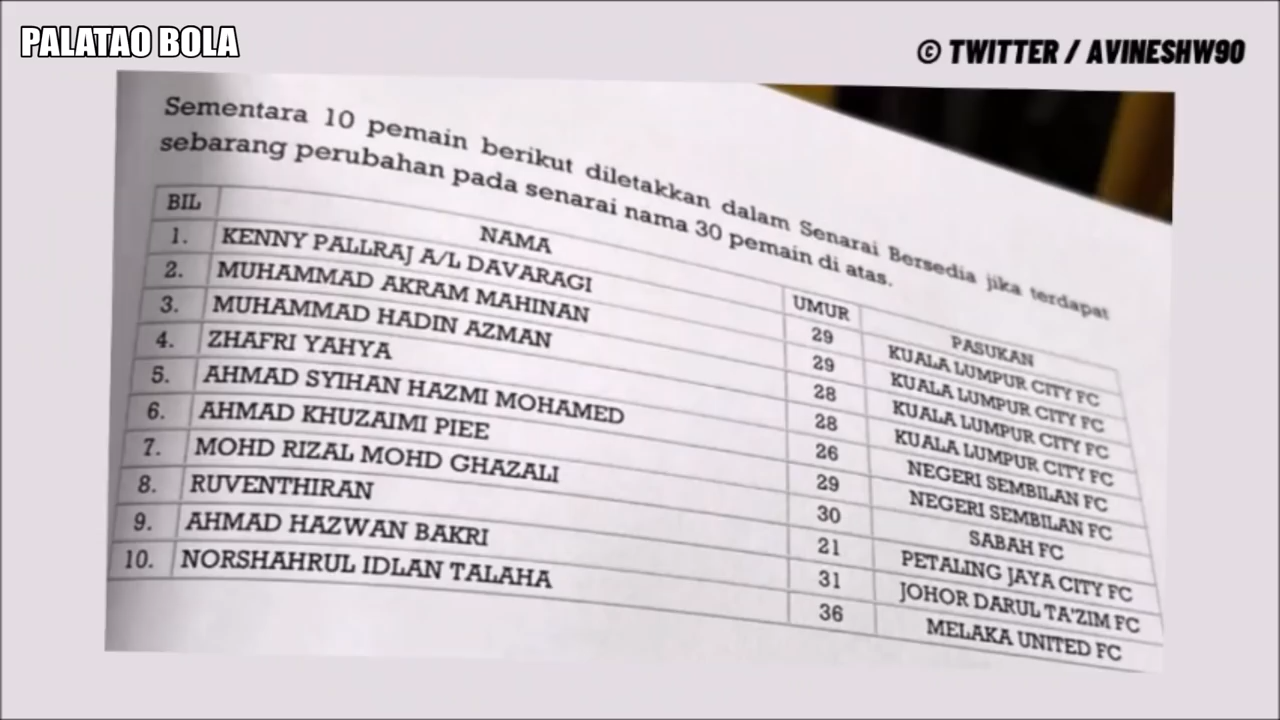 PALATAO BOLA
© TWITTER / AVINESHW90
Sementara 10 pemain berikut diletakkan dalam Senarai Bersedia jika terdapat
sebarang perubahan pada senarai nama 30 pemain di atas.
BIL NAMA UMUR PASUKAN
1. KENNY PALLRAJ A/L DAVARAGI 29 KUALA LUMPUR CITY FC
2. MUHAMMAD AKRAM MAHINAN 29 KUALA LUMPUR CITY FC
3. MUHAMMAD HADIN AZMAN 28 KUALA LUMPUR CITY FC
4. ZHAFRI YAHYA 28 KUALA LUMPUR CITY FC
5. AHMAD SYIHAN HAZMI MOHAMED 26 NEGERI SEMBILAN FC
6. AHMAD KHUZAIMI PIEE 29 NEGERI SEMBILAN FC
7. MOHD RIZAL MOHD GHAZALI 30 SABAH FC
8. RUVENTHIRAN 21 PETALING JAYA CITY FC
9. AHMAD HAZWAN BAKRI 31 JOHOR DARUL TA'ZIM FC
10. NORSHAHRUL IDLAN TALAHA 36 MELAKA UNITED FC